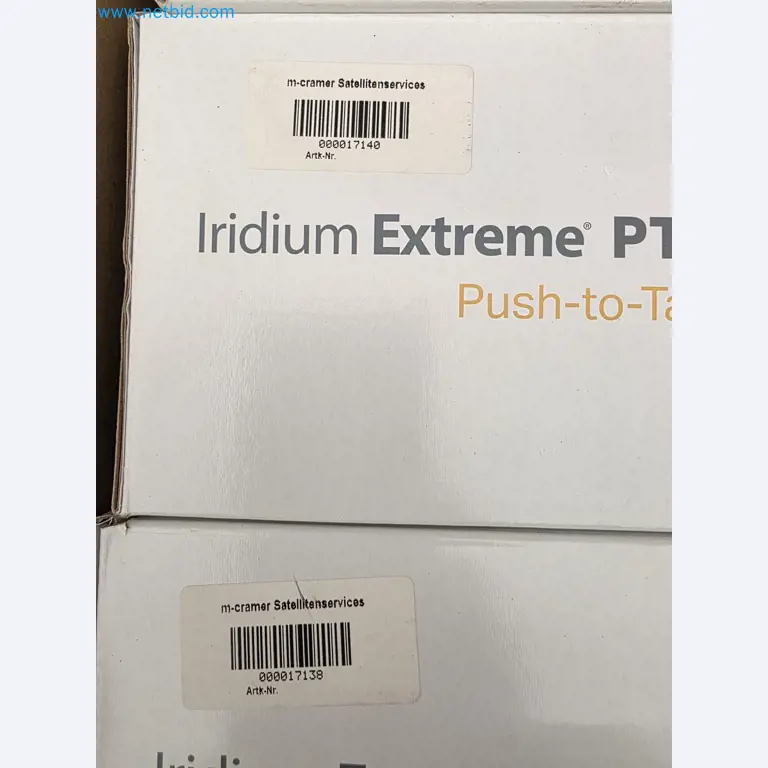 www.netbid.com
m-cramer Satellitenservices
000017140
Artk-Nr.
Iridium Extreme® PT
Push-to-Ta
m-cramer Satellitenservices
000017138
Artk-Nr.
Iridium